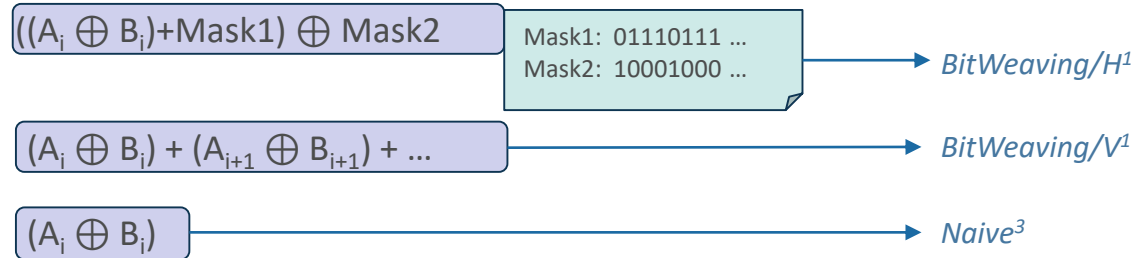 ((Aᵢ ⊕ Bᵢ)+Mask1) ⊕ Mask2
Mask1: 01110111 …
Mask2: 10001000 …
BitWeaving/H¹
(Aᵢ ⊕ Bᵢ) + (Aᵢ₊₁ ⊕ Bᵢ₊₁) + …
BitWeaving/V¹
(Aᵢ ⊕ Bᵢ)
Naive³